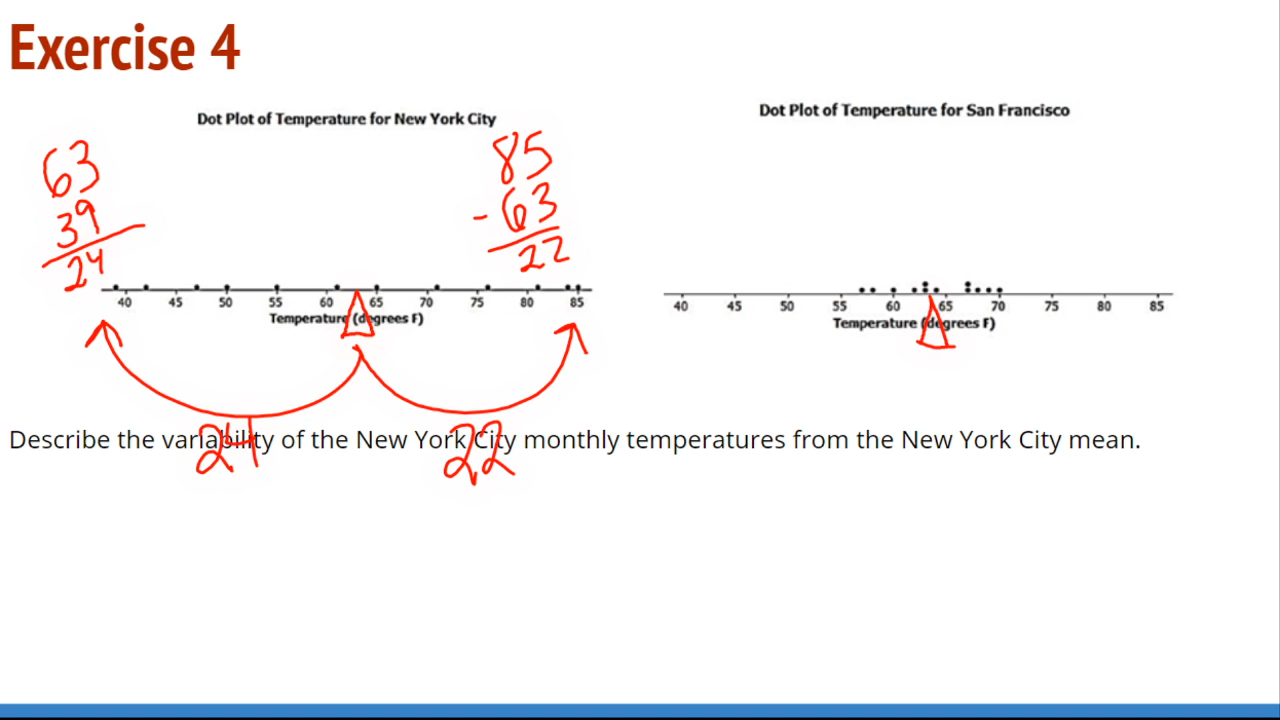 Exercise 4
Dot Plot of Temperature for New York City
63
39
24
85
- 63
22
40 45 50 55 60 65 70 75 80 85
Temperature (degrees F)
24
22
Dot Plot of Temperature for San Francisco
40 45 50 55 60 65 70 75 80 85
Temperature (degrees F)
Describe the variability of the New York City monthly temperatures from the New York City mean.